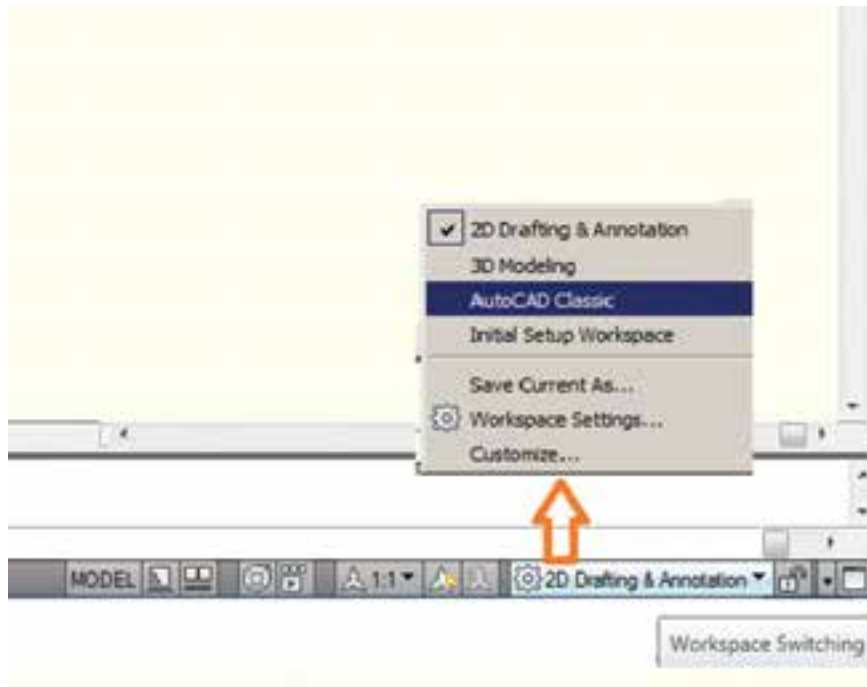 2D Drafting & Annotation
3D Modeling
AutoCAD Classic
Initial Setup Workspace
Save Current As...
Workspace Settings...
Customize...
MODEL 1:1 2D Drafting & Annotation
Workspace Switching